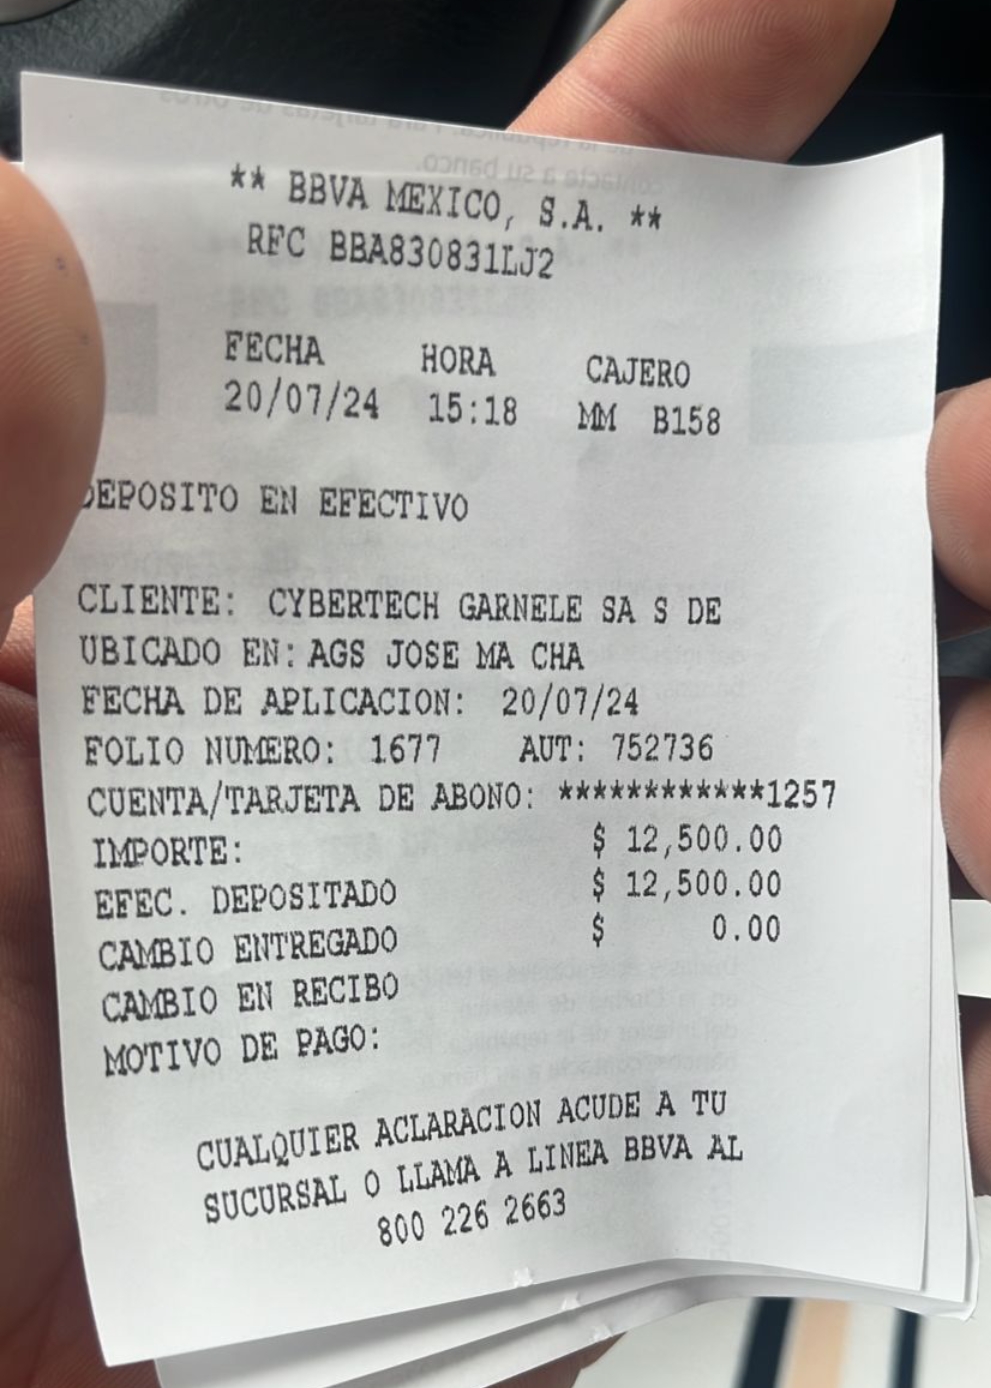 ** BBVA MEXICO, S.A. **
RFC BBA830831LJ2
FECHA HORA CAJERO
20/07/24 15:18 MM B158
DEPOSITO EN EFECTIVO
CLIENTE: CYBERTECH GARNELE SA S DE
UBICADO EN: AGS JOSE MA CHA
FECHA DE APLICACION: 20/07/24
FOLIO NUMERO: 1677 AUT: 752736
CUENTA/TARJETA DE ABONO: ************1257
IMPORTE: $ 12,500.00
EFEC. DEPOSITADO $ 12,500.00
CAMBIO ENTREGADO $ 0.00
CAMBIO EN RECIBO
MOTIVO DE PAGO:
CUALQUIER ACLARACION ACUDE A TU
SUCURSAL O LLAMA A LINEA BBVA AL
800 226 2663